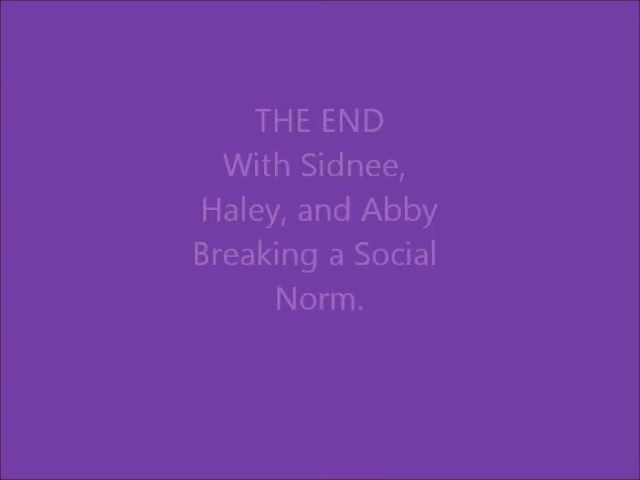 THE END
With Sidnee,
Haley, and Abby
Breaking a Social
Norm.